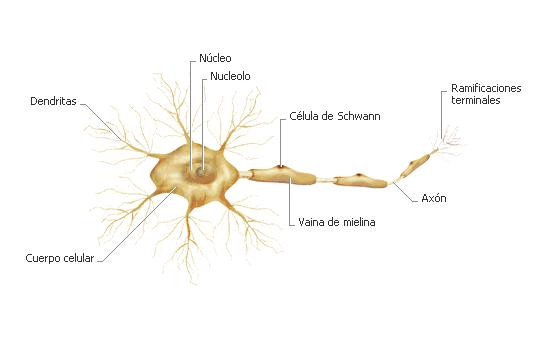 Núcleo
Nucleolo
Dendritas
Célula de Schwann
Ramificaciones
terminales
Axón
Vaina de mielina
Cuerpo celular